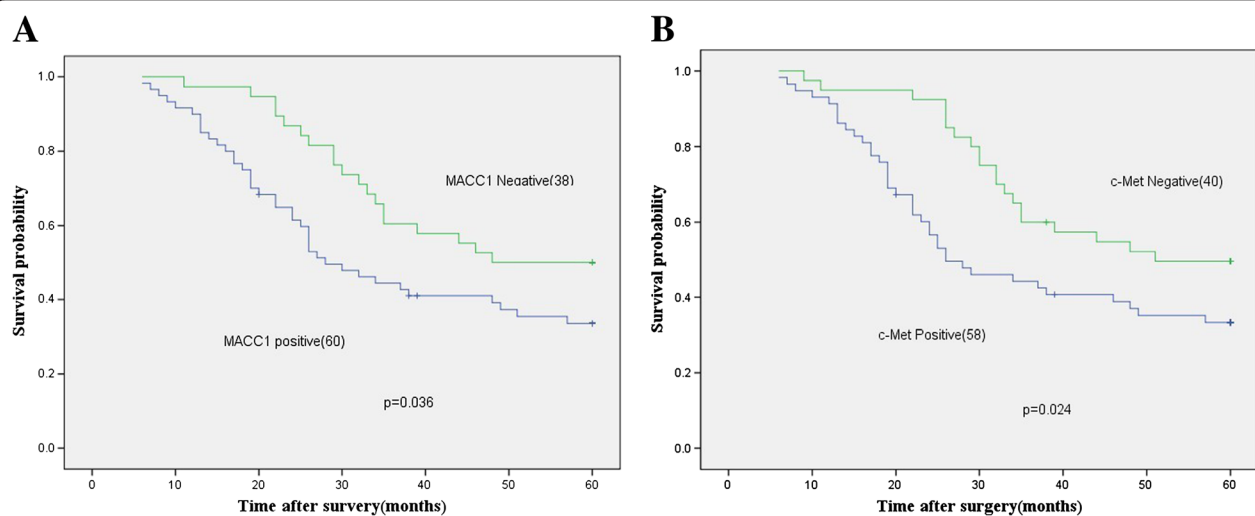 A
1.0
0.8
0.6
0.4
0.2
0.0
Survival probability
MACC1 Negative(38)
MACC1 positive(60)
p=0.036
0 10 20 30 40 50 60
Time after survery(months)
B
1.0
0.8
0.6
0.4
0.2
0.0
Survival probability
c-Met Negative(40)
c-Met Positive(58)
p=0.024
0 10 20 30 40 50 60
Time after surgery(months)